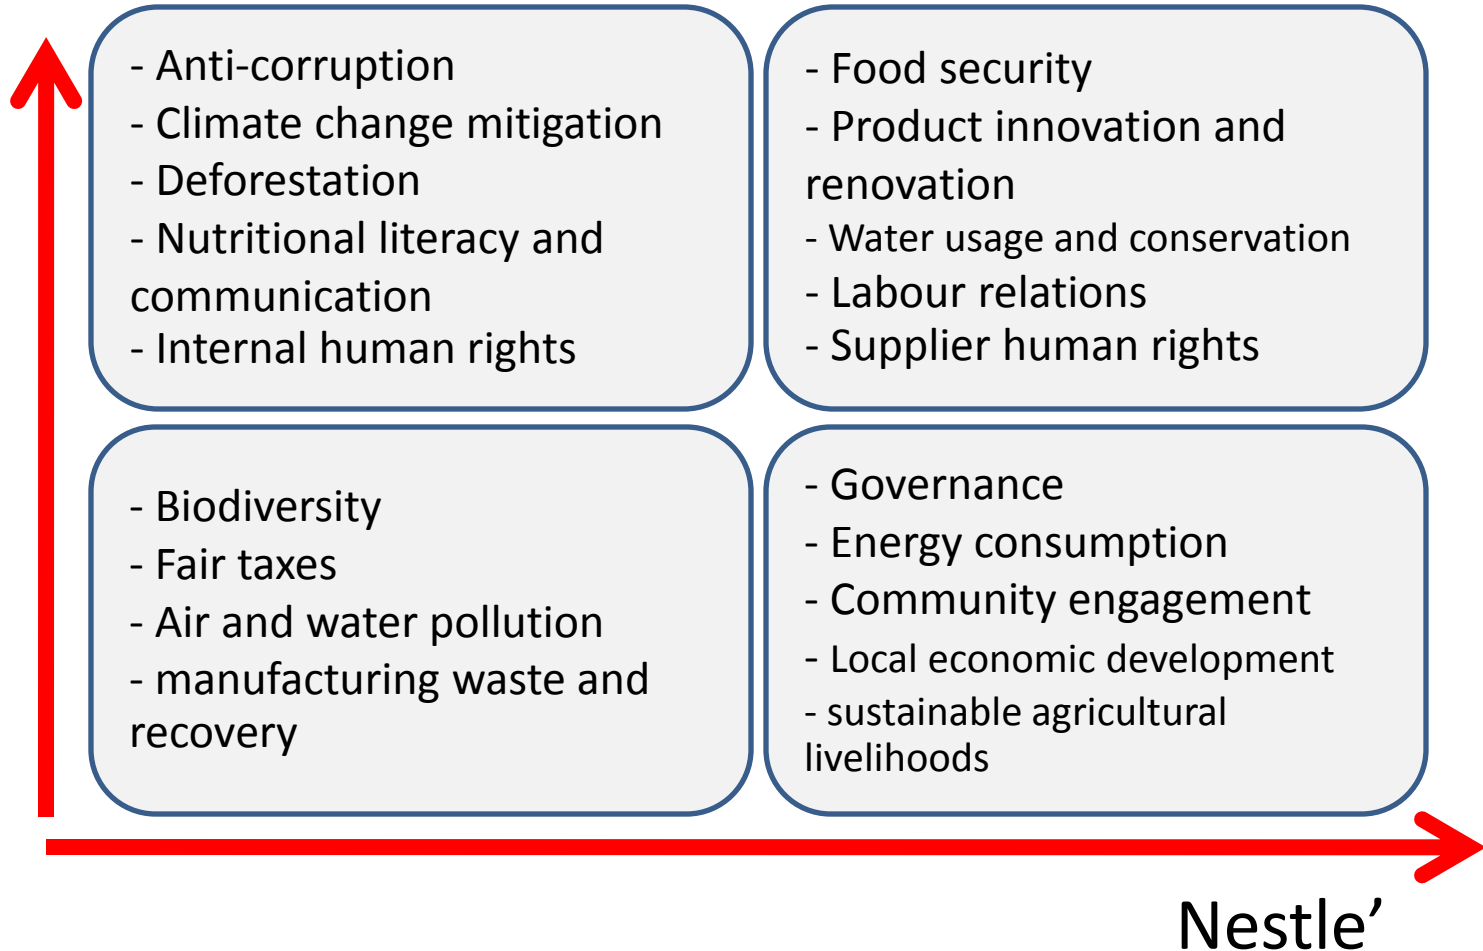 - Anti-corruption
- Climate change mitigation
- Deforestation
- Nutritional literacy and
communication
- Internal human rights
- Food security
- Product innovation and
renovation
- Water usage and conservation
- Labour relations
- Supplier human rights
- Biodiversity
- Fair taxes
- Air and water pollution
- manufacturing waste and
recovery
- Governance
- Energy consumption
- Community engagement
- Local economic development
- sustainable agricultural
livelihoods
Nestle’